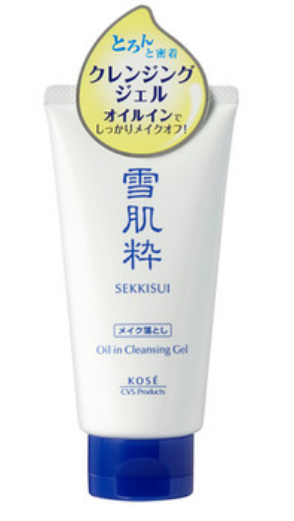 とろんと密着
クレンジング
ジェル
オイルインで
しっかりメイクオフ!
雪肌粋
SEKKISUI
メイク落とし
Oil in Cleansing Gel
KOSÉ
CVS. Products